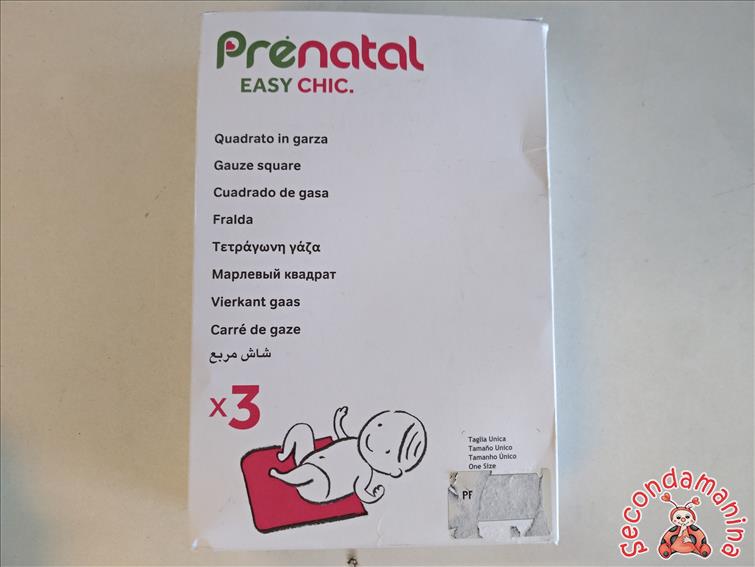 Prénatal
EASY CHIC.
Quadrato in garza
Gauze square
Cuadrado de gasa
Fralda
Τετράγωνη γάζα
Марлевый квадрат
Vierkant gaas
Carré de gaze
شاش مربع
x3
Taglia Unica
Tamaño Unico
Tamanho Único
One Size
PF
Secondamanina